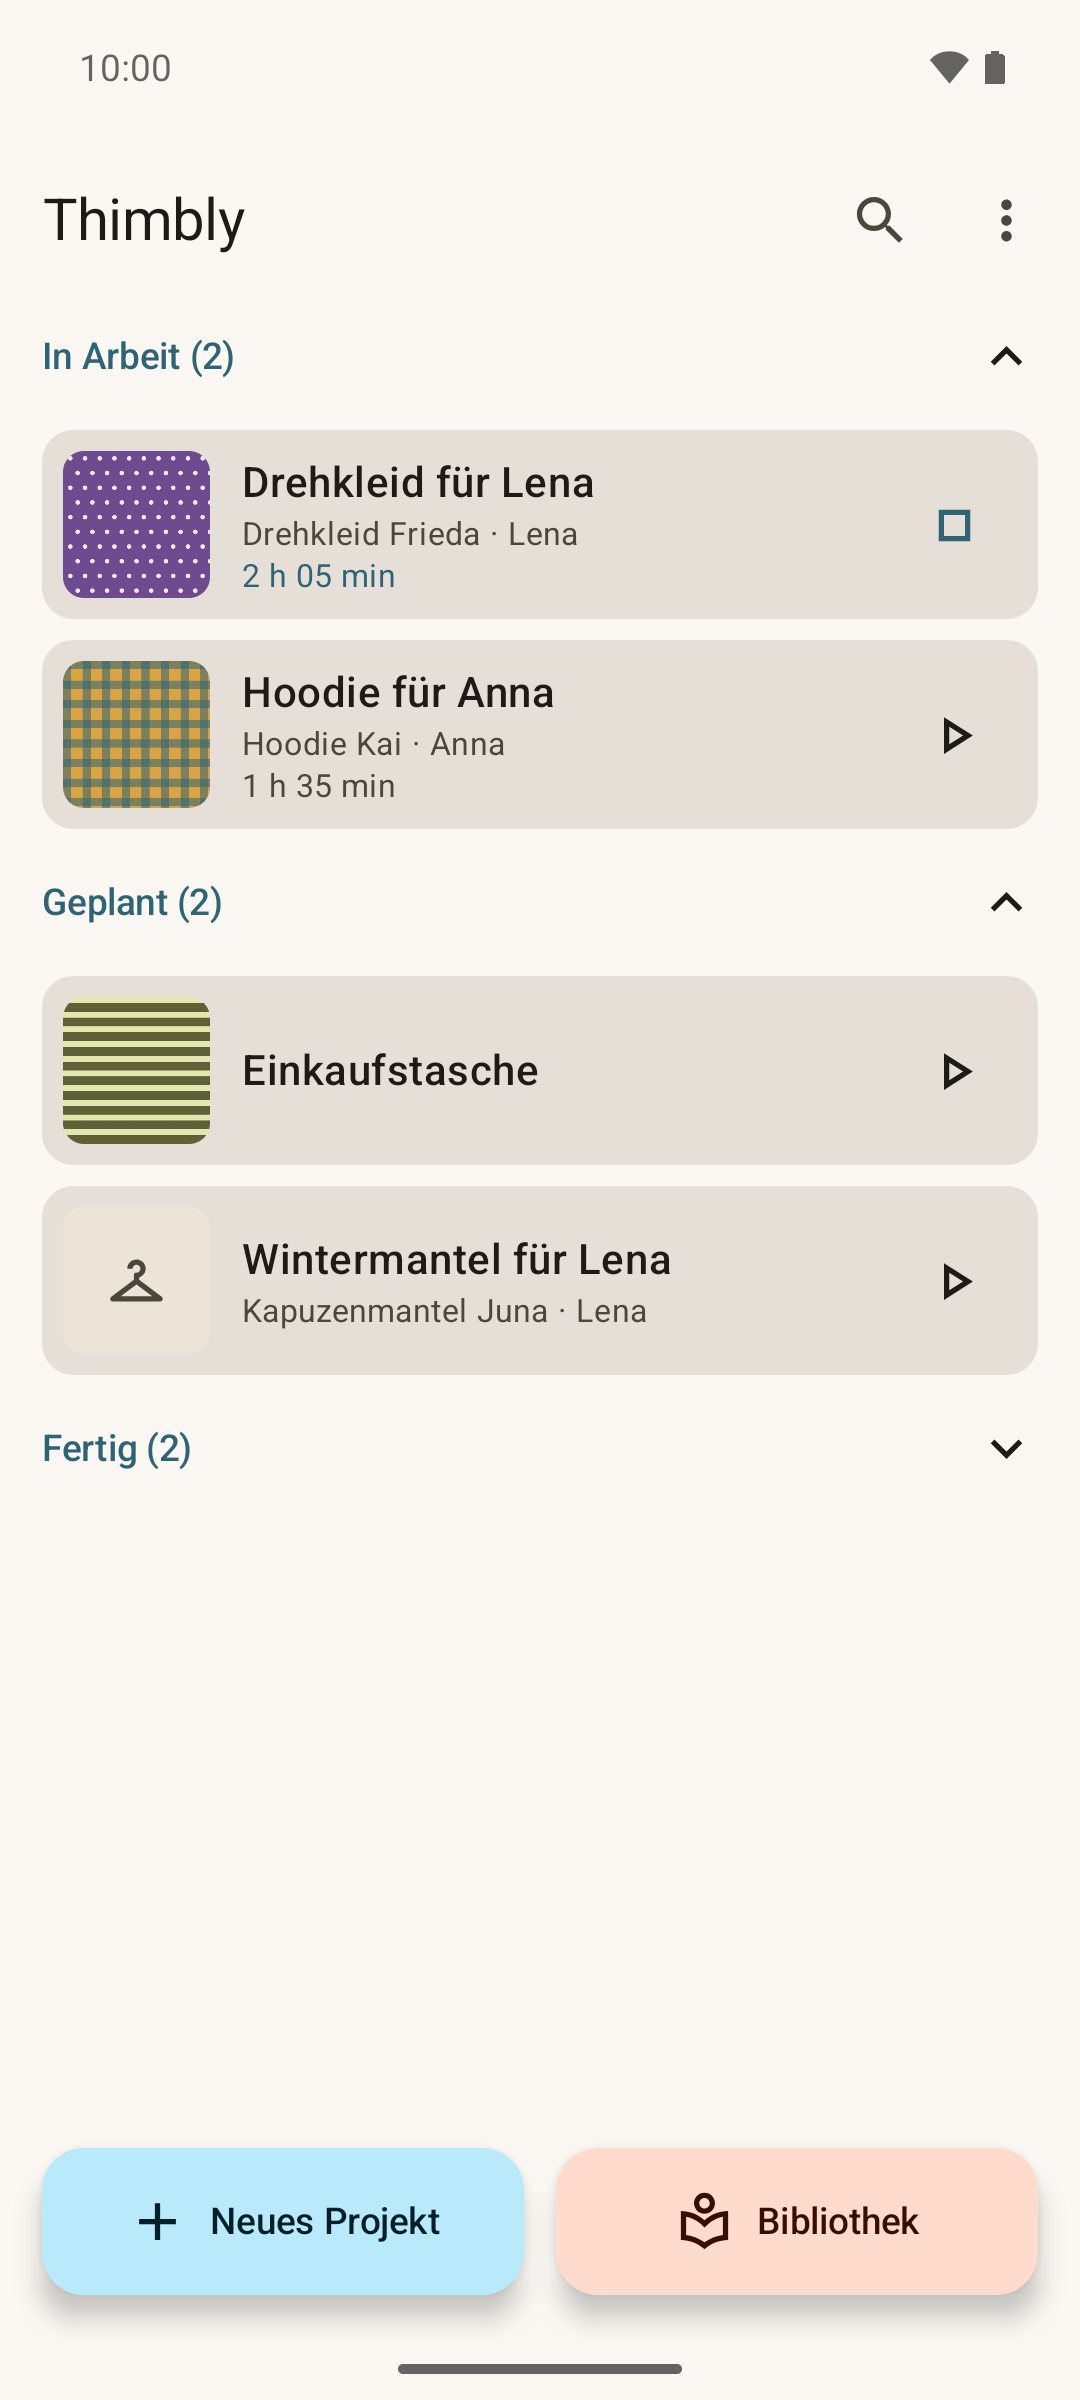 10:00
Thimbly
In Arbeit (2)
Drehkleid für Lena
Drehkleid Frieda · Lena
2 h 05 min
Hoodie für Anna
Hoodie Kai · Anna
1 h 35 min
Geplant (2)
Einkaufstasche
Wintermantel für Lena
Kapuzenmantel Juna · Lena
Fertig (2)
Neues Projekt
Bibliothek